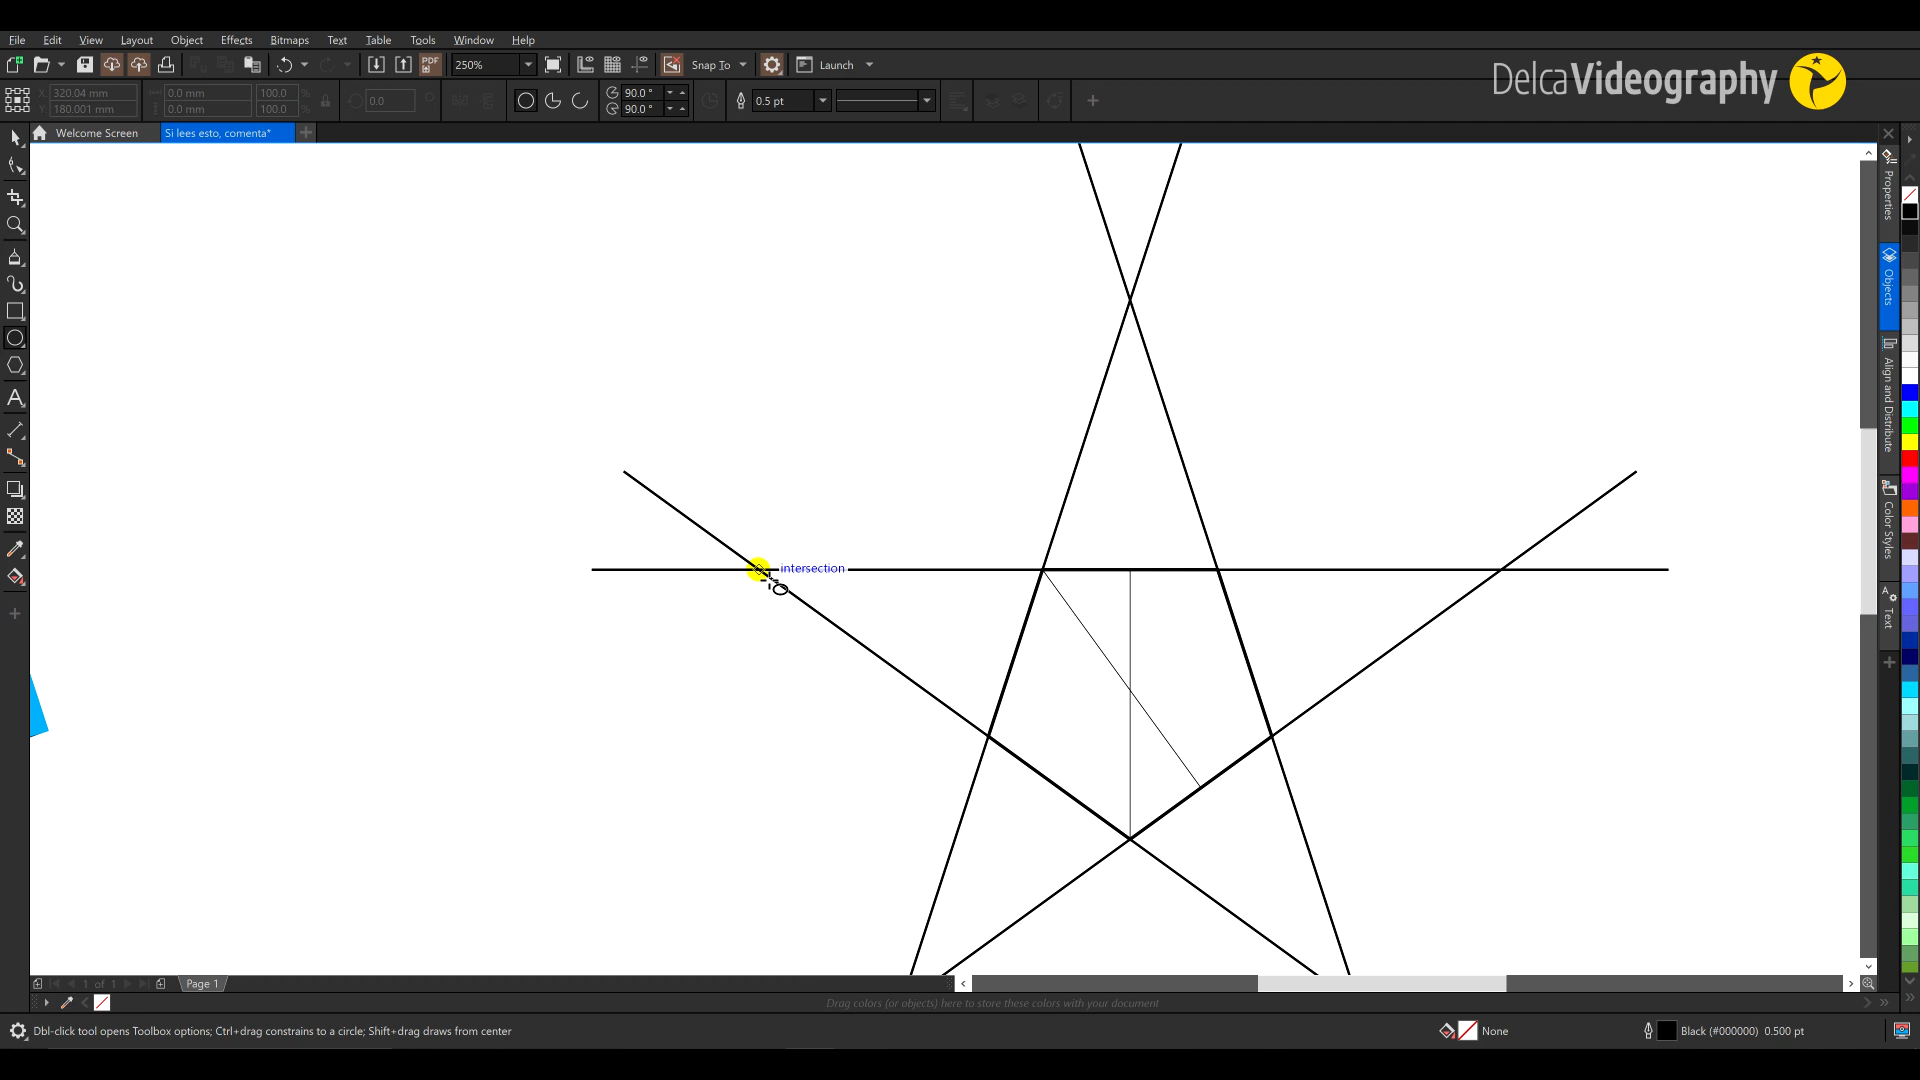 File Edit View Layout Object Effects Bitmaps Text Table Tools Window Help
PDF 250% Snap To Launch
DelcaVideography
X: 320.04 mm 0.0 mm 100.0 % 0.0 ° 90.0 ° 0.5 pt
Y: 180.001 mm 0.0 mm 100.0 % 90.0 °
Welcome Screen Si lees esto, comenta*
Properties
Objects
Align and Distribute
Color Styles
Text
intersection
1 of 1 Page 1
Drag colors (or objects) here to store these colors with your document
Dbl-click tool opens Toolbox options; Ctrl+drag constrains to a circle; Shift+drag draws from center None Black (#000000) 0.500 pt